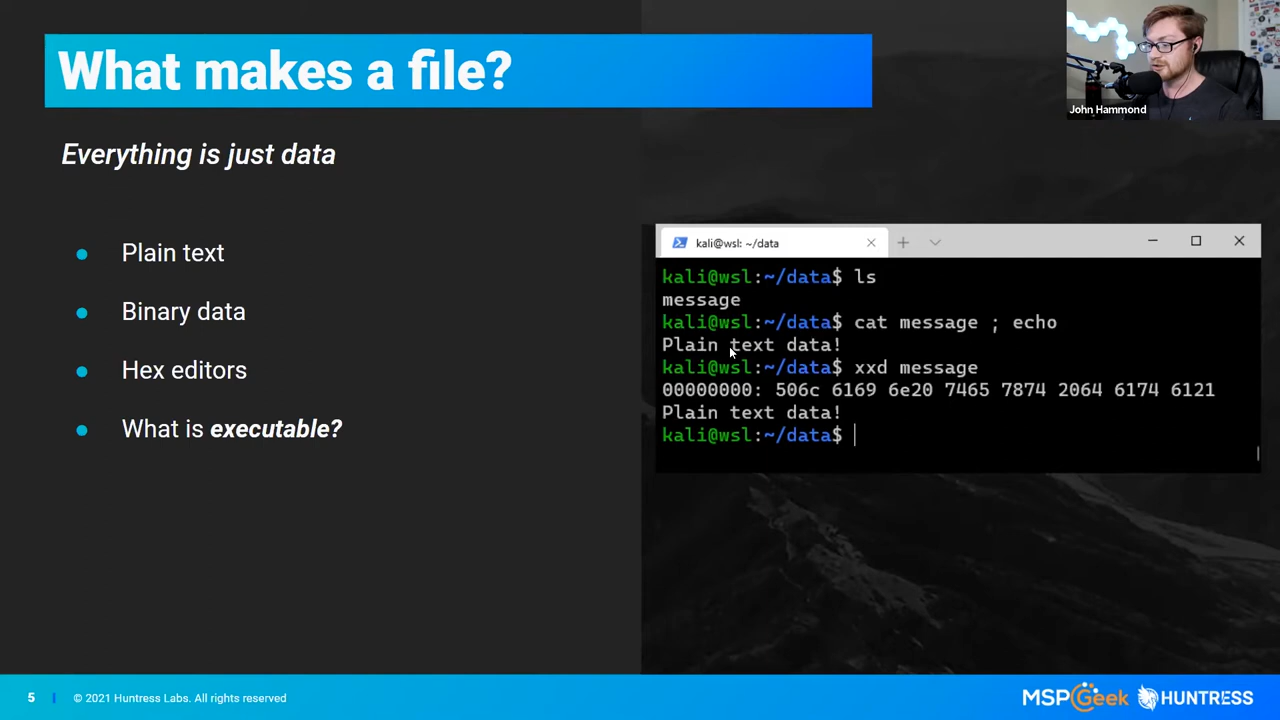 What makes a file?
John Hammond
Everything is just data
Plain text
Binary data
Hex editors
What is executable?
kali@wsl: ~/data
kali@wsl:~/data$ ls
message
kali@wsl:~/data$ cat message ; echo
Plain text data!
kali@wsl:~/data$ xxd message
00000000: 506c 6169 6e20 7465 7874 2064 6174 6121
Plain text data!
kali@wsl:~/data$
5 | © 2021 Huntress Labs. All rights reserved
MSPGeek HUNTRESS